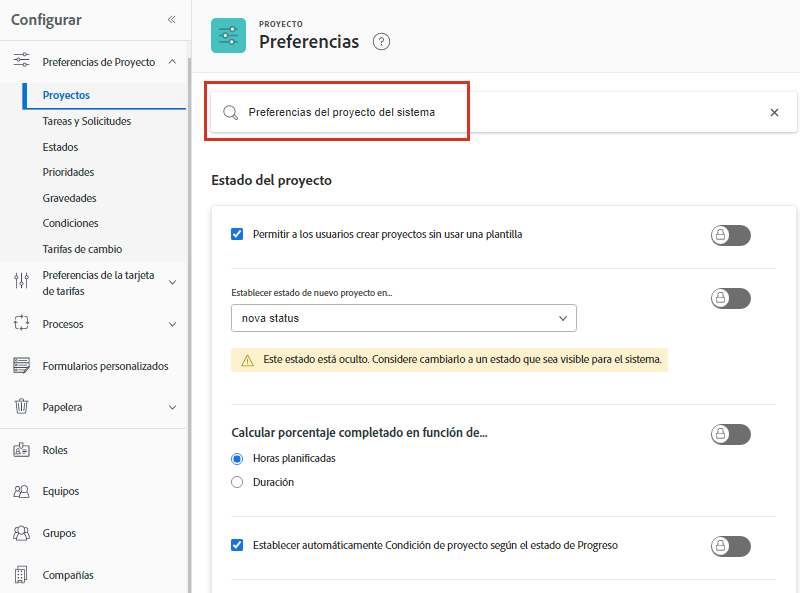 Configurar
Preferencias de Proyecto
Proyectos
Tareas y Solicitudes
Estados
Prioridades
Gravedades
Condiciones
Tarifas de cambio
Preferencias de la tarjeta
de tarifas
Procesos
Formularios personalizados
Papelera
Roles
Equipos
Grupos
Compañías
PROYECTO
Preferencias ?
Preferencias del proyecto del sistema
Estado del proyecto
Permitir a los usuarios crear proyectos sin usar una plantilla
Establecer estado de nuevo proyecto en...
nova status
Este estado está oculto. Considere cambiarlo a un estado que sea visible para el sistema.
Calcular porcentaje completado en función de...
Horas planificadas
Duración
Establecer automáticamente Condición de proyecto según el estado de Progreso